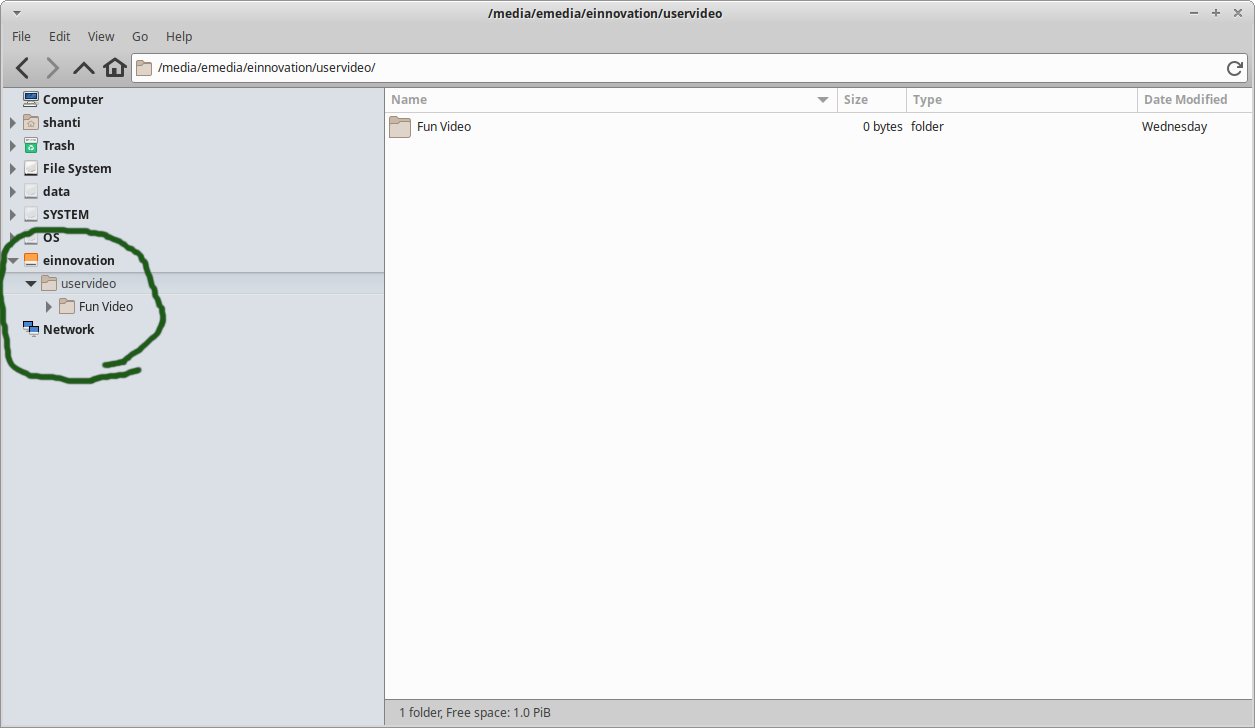 /media/emedia/einnovation/uservideo
File Edit View Go Help
/media/emedia/einnovation/uservideo/
Computer
shanti
Trash
File System
data
SYSTEM
OS
einnovation
uservideo
Fun Video
Network
Name Size Type Date Modified
Fun Video 0 bytes folder Wednesday
1 folder, Free space: 1.0 PiB